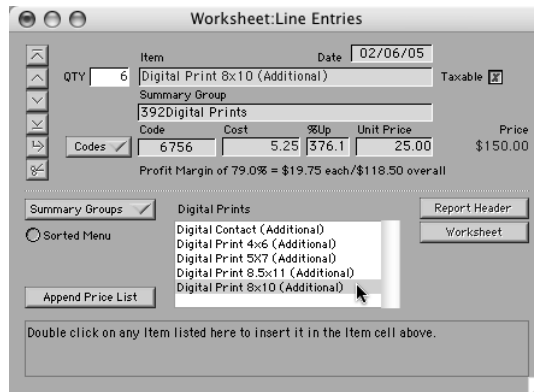 Worksheet:Line Entries
Item Date 02/06/05
QTY 6 Digital Print 8x10 (Additional) Taxable X
Summary Group
392Digital Prints
Code Cost %Up Unit Price Price
Codes 6756 5.25 376.1 25.00 $150.00
Profit Margin of 79.0% = $19.75 each/$118.50 overall
Summary Groups Digital Prints Report Header
Sorted Menu Worksheet
Digital Contact (Additional)
Digital Print 4x6 (Additional)
Digital Print 5X7 (Additional)
Digital Print 8.5x11 (Additional)
Digital Print 8x10 (Additional)
Append Price List
Double click on any Item listed here to insert it in the Item cell above.